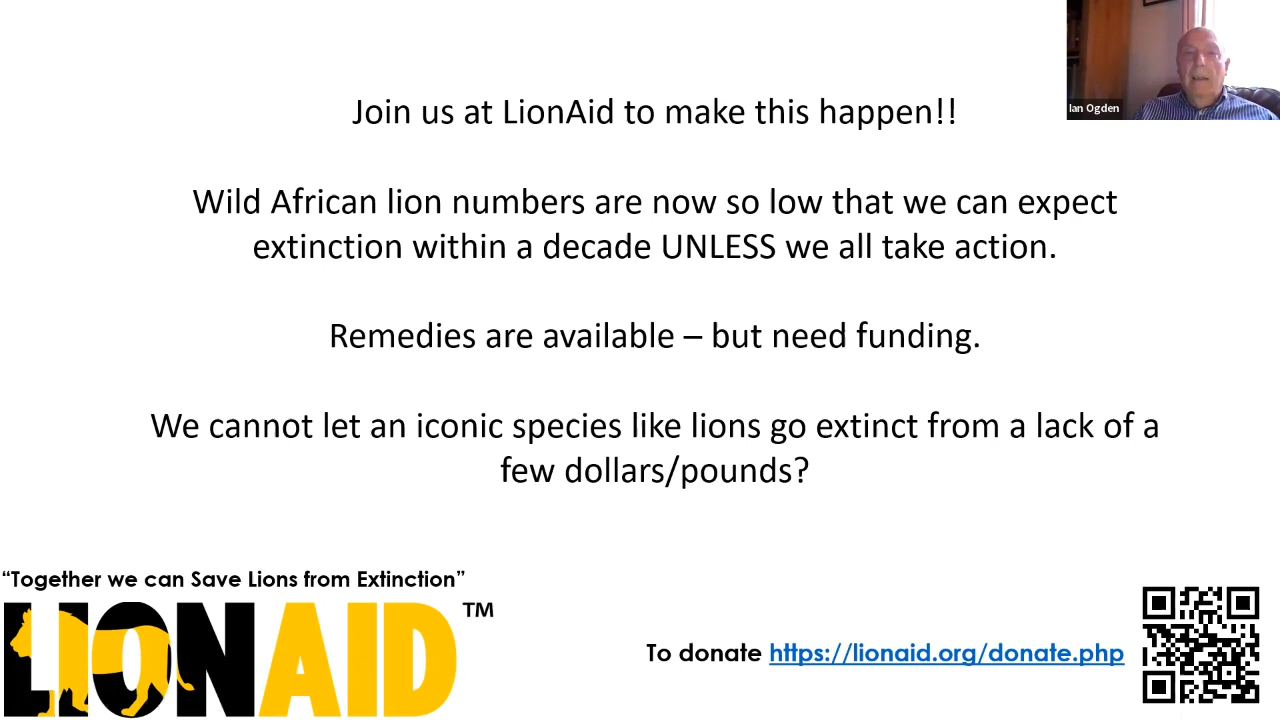 Ian Ogden
Join us at LionAid to make this happen!!
Wild African lion numbers are now so low that we can expect
extinction within a decade UNLESS we all take action.
Remedies are available – but need funding.
We cannot let an iconic species like lions go extinct from a lack of a
few dollars/pounds?
“Together we can Save Lions from Extinction”
LIONAID™
To donate https://lionaid.org/donate.php